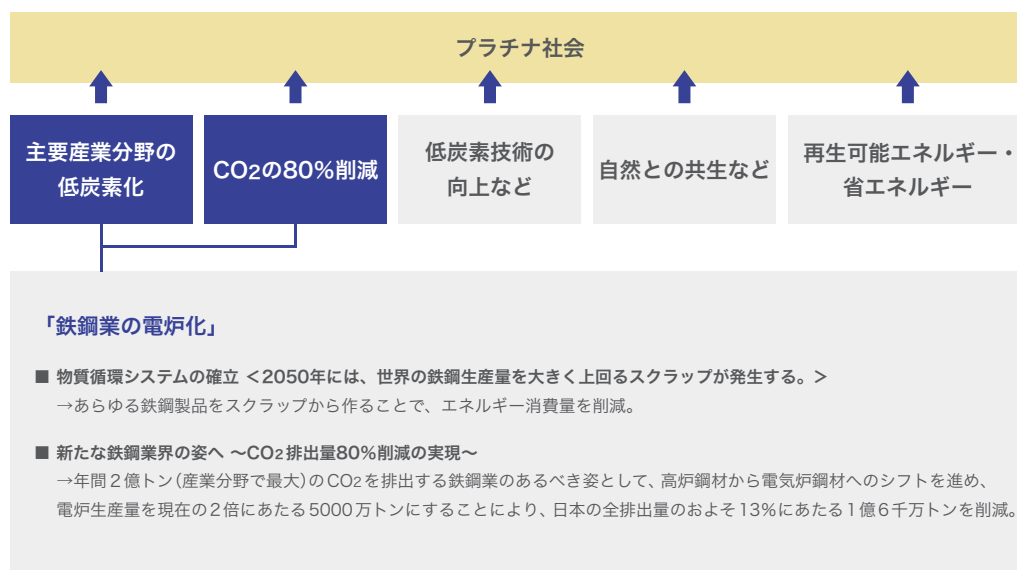 プラチナ社会
主要産業分野の
低炭素化
CO2の80%削減
低炭素技術の
向上など
自然との共生など
再生可能エネルギー・
省エネルギー
「鉄鋼業の電炉化」
■ 物質循環システムの確立 <2050年には、世界の鉄鋼生産量を大きく上回るスクラップが発生する。>
→あらゆる鉄鋼製品をスクラップから作ることで、エネルギー消費量を削減。
■ 新たな鉄鋼業界の姿へ 〜CO2排出量80%削減の実現〜
→年間2億トン(産業分野で最大)のCO2を排出する鉄鋼業のあるべき姿として、高炉鋼材から電気炉鋼材へのシフトを進め、
電炉生産量を現在の2倍にあたる5000万トンにすることにより、日本の全排出量のおよそ13%にあたる1億6千万トンを削減。